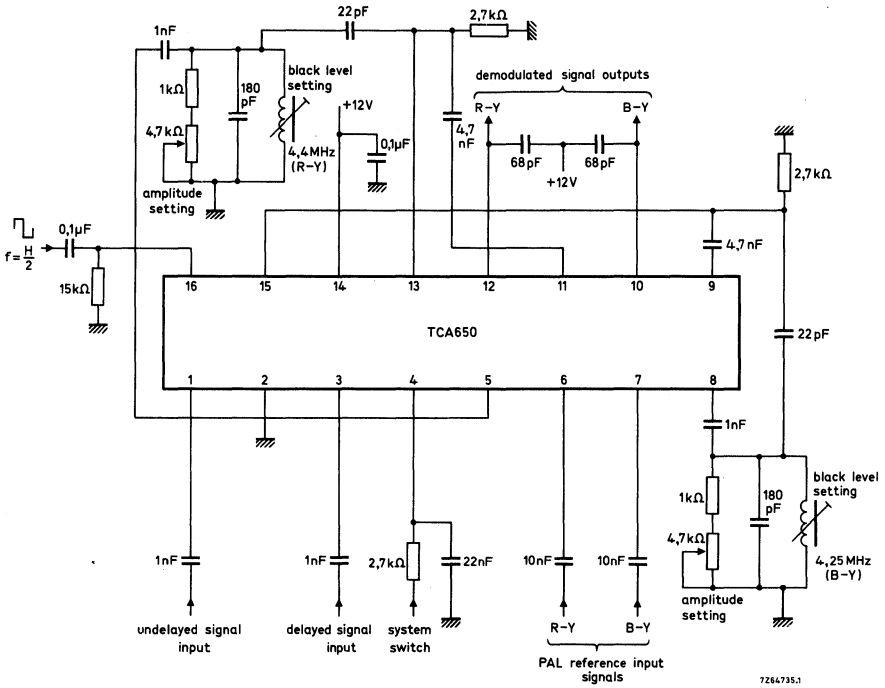 22pF
1nF
2,7kΩ
black level
setting
1kΩ
180
pF
4,7kΩ
4,4MHz
(R-Y)
amplitude
setting
+12V
0,1µF
4,7
nF
demodulated signal outputs
R-Y
B-Y
68pF
68pF
+12V
2,7kΩ
4,7nF
22pF
f = H/2
0,1µF
15kΩ
16
15
14
13
12
11
10
9
TCA650
1
2
3
4
5
6
7
8
1nF
1kΩ
180
pF
4,7kΩ
black level
setting
4,25 MHz
(B-Y)
amplitude
setting
1nF
1nF
2,7kΩ
22nF
10nF
10nF
undelayed signal
input
delayed signal
input
system
switch
R-Y
B-Y
PAL reference input
signals
7Z64735.1